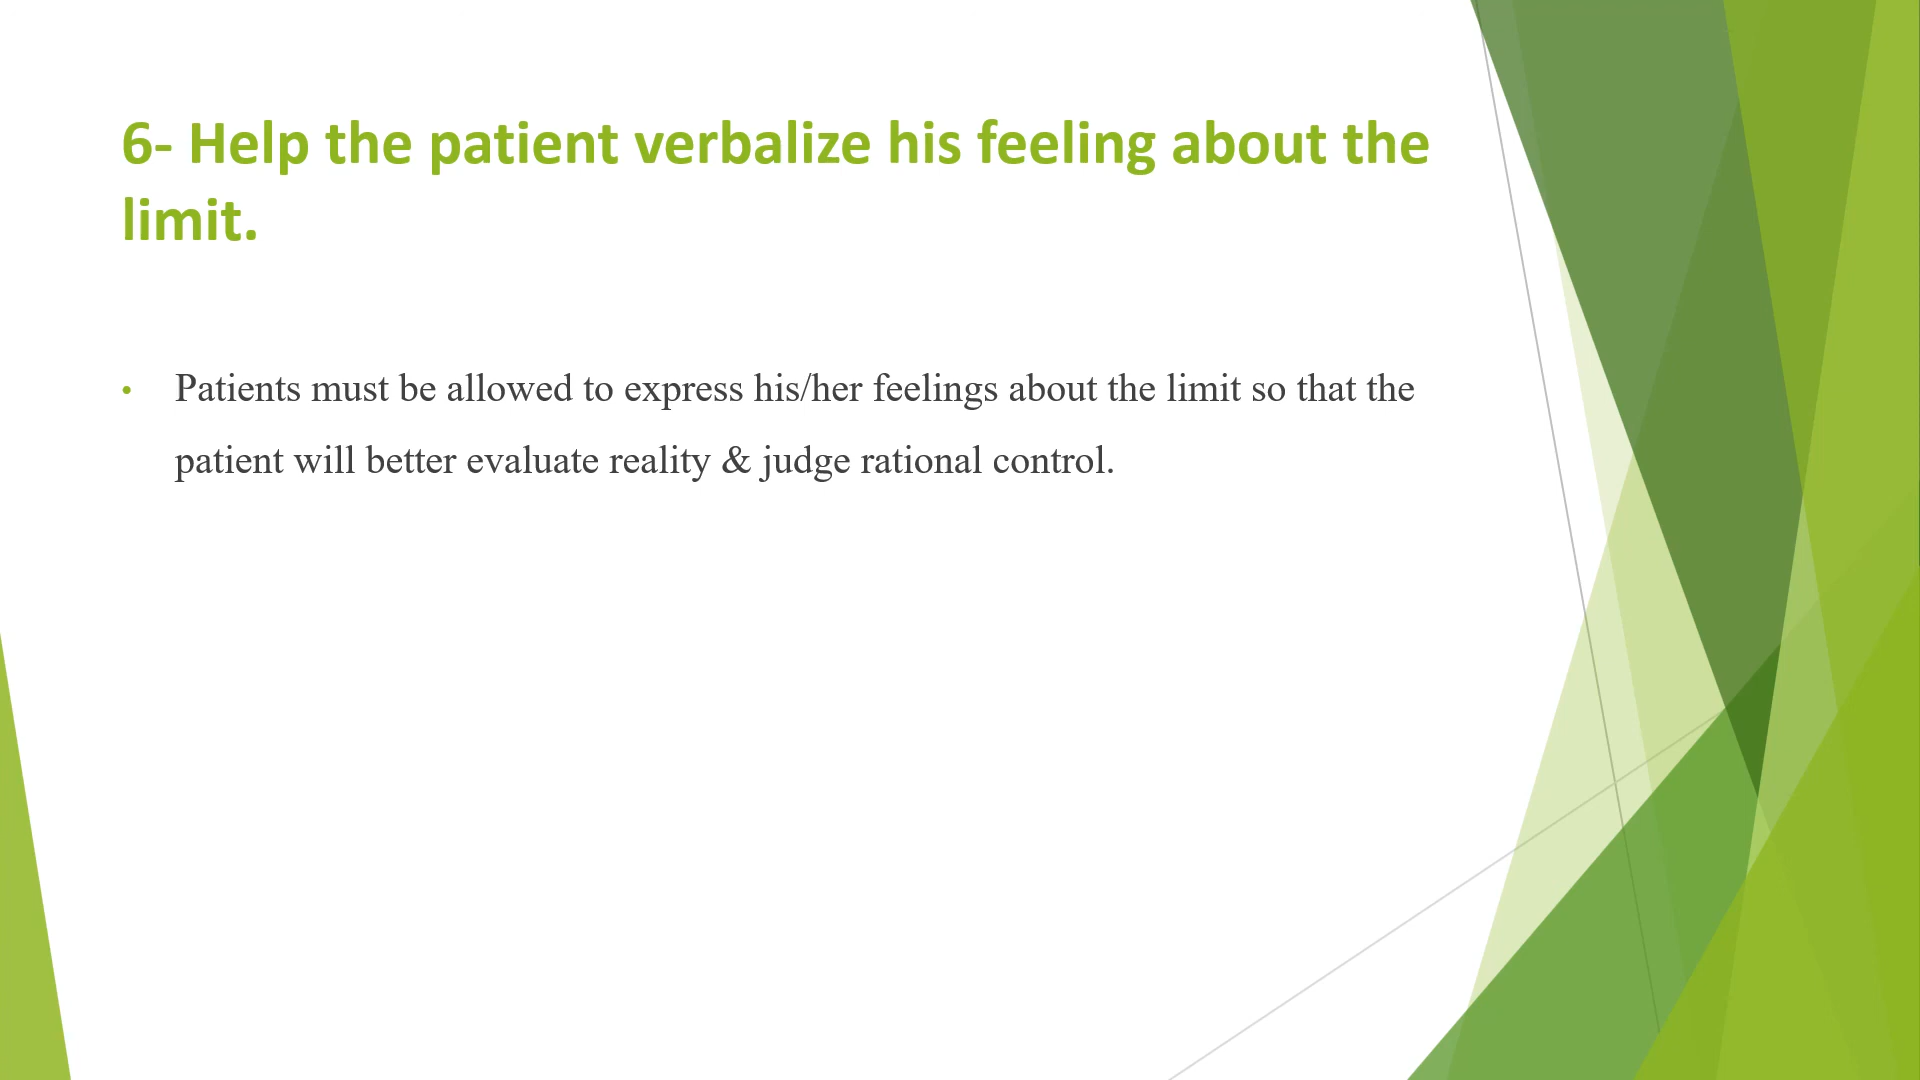 6- Help the patient verbalize his feeling about the
limit.
• Patients must be allowed to express his/her feelings about the limit so that the
patient will better evaluate reality & judge rational control.